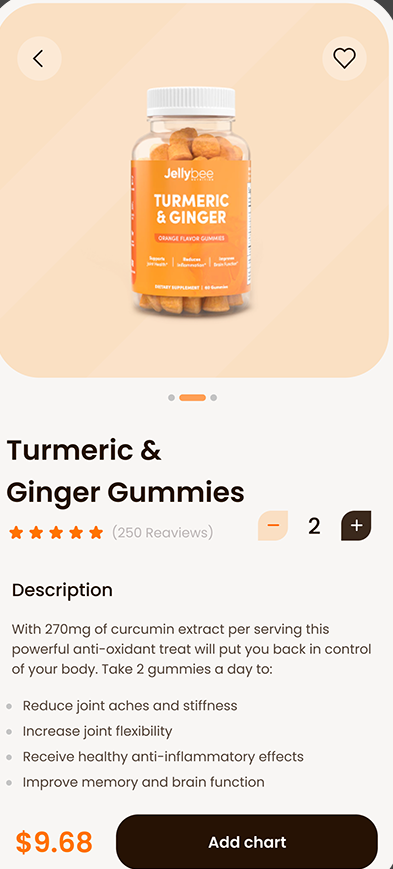 Jellybee
TURMERIC
& GINGER
ORANGE FLAVOR GUMMIES
Supports
Joint health*
Reduces
Inflammation*
Improves
Brain function*
DIETARY SUPPLEMENT | 60 Gummies
Turmeric &
Ginger Gummies
(250 Reaviews)
2
Description
With 270mg of curcumin extract per serving this
powerful anti-oxidant treat will put you back in control
of your body. Take 2 gummies a day to:
Reduce joint aches and stiffness
Increase joint flexibility
Receive healthy anti-inflammatory effects
Improve memory and brain function
$9.68
Add chart